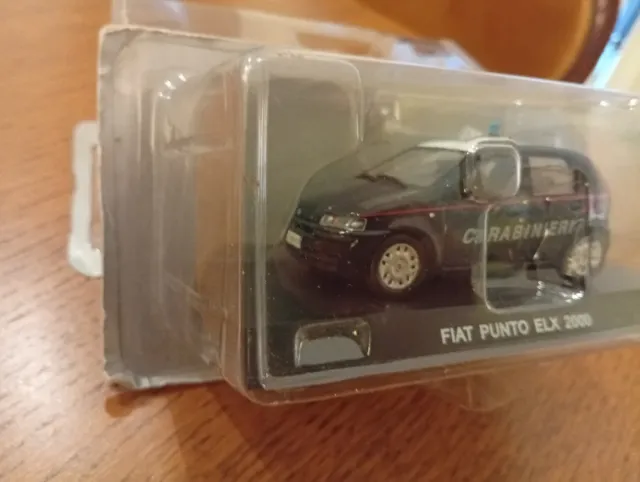 CARABINIERI
FIAT PUNTO ELX 2000